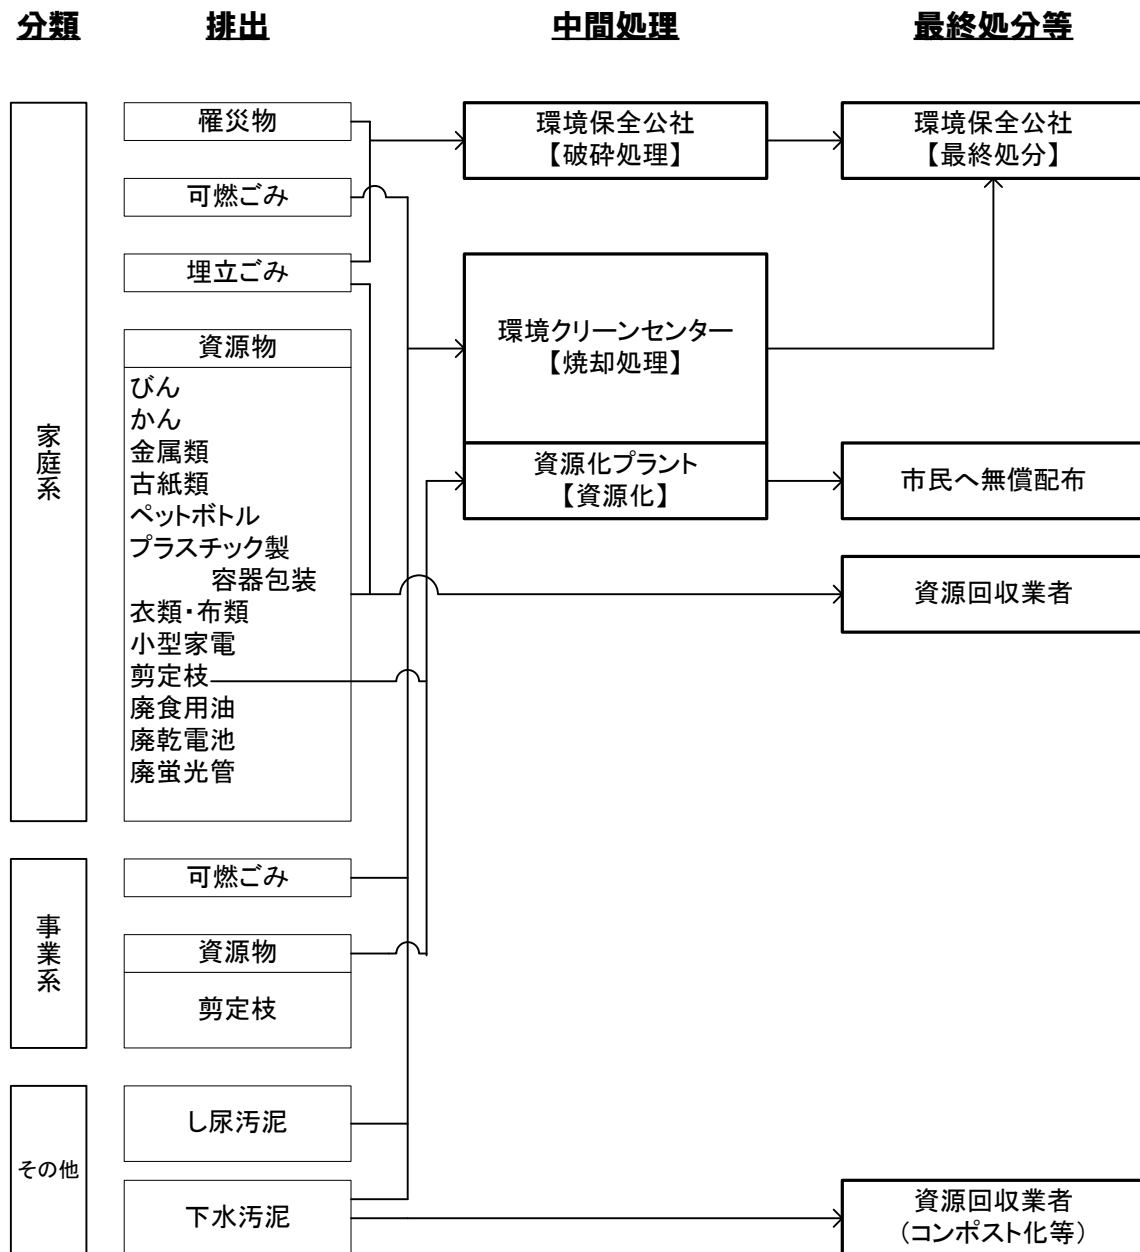 分類
排出
中間処理
最終処分等
家庭系
罹災物
可燃ごみ
埋立ごみ
資源物
びん
かん
金属類
古紙類
ペットボトル
プラスチック製
容器包装
衣類・布類
小型家電
剪定枝
廃食用油
廃乾電池
廃蛍光管
環境保全公社
【破砕処理】
環境保全公社
【最終処分】
環境クリーンセンター
【焼却処理】
資源化プラント
【資源化】
市民へ無償配布
資源回収業者
事業系
可燃ごみ
資源物
剪定枝
その他
し尿汚泥
下水汚泥
資源回収業者
（コンポスト化等）